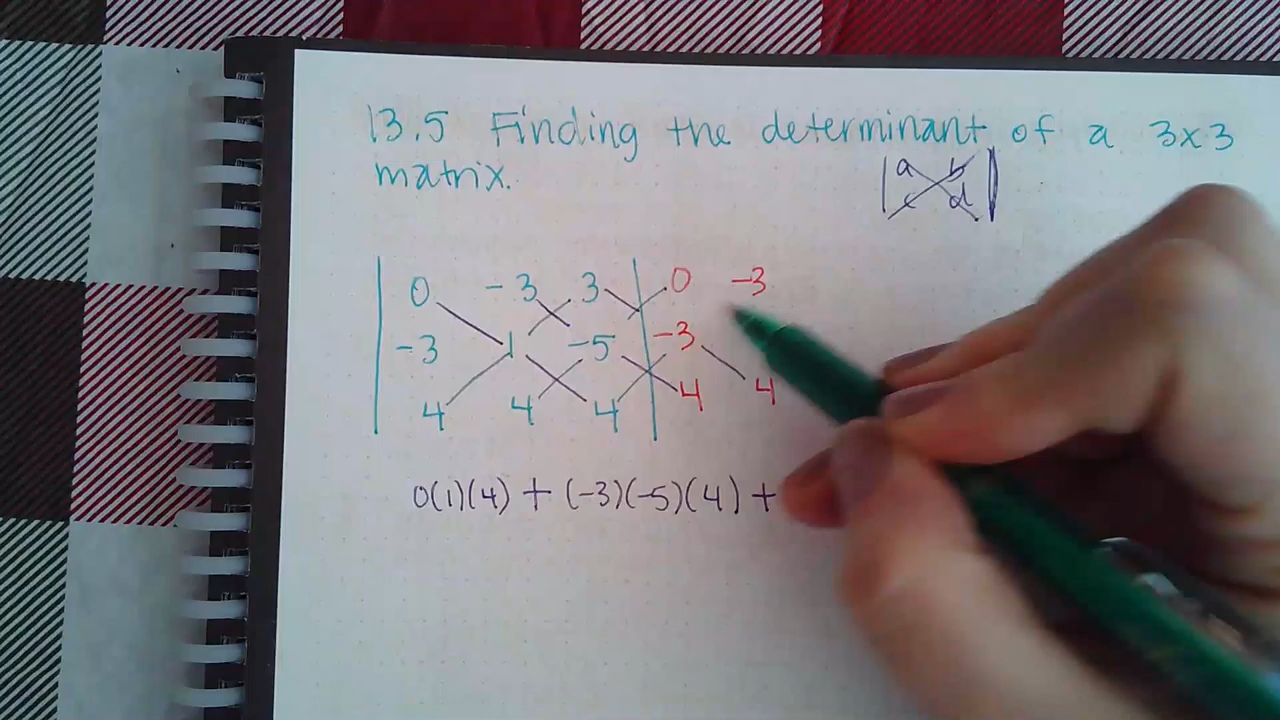 13.5 Finding the determinant of a 3x3
matrix.
|a b|
|c d|
0 -3 3 | 0 -3
-3 1 -5 | -3
4 4 4 | 4 4
0(1)(4) + (-3)(-5)(4) +